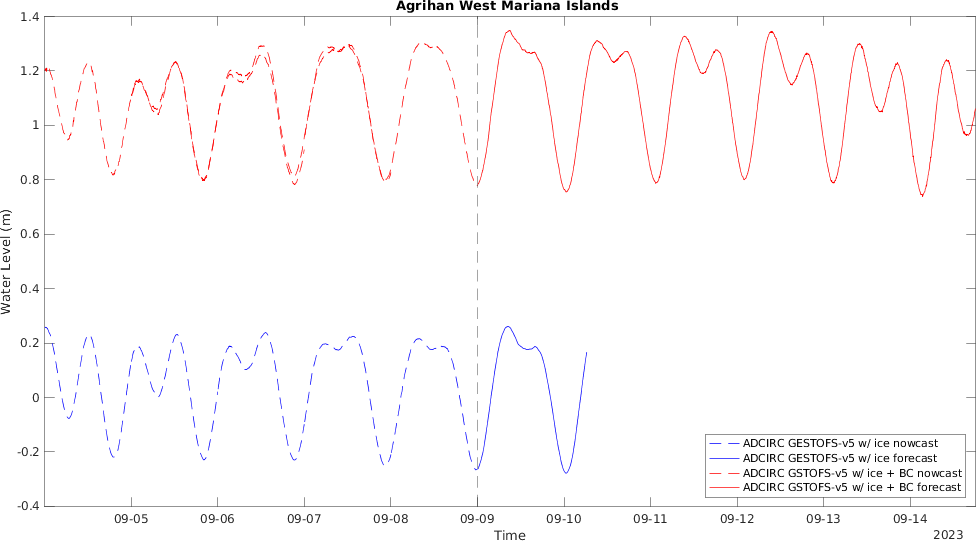 Agrihan West Mariana Islands
1.4
1.2
1
0.8
0.6
0.4
0.2
0
-0.2
-0.4
Water Level (m)
ADCIRC GESTOFS-v5 w/ ice nowcast
ADCIRC GESTOFS-v5 w/ ice forecast
ADCIRC GSTOFS-v5 w/ ice + BC nowcast
ADCIRC GSTOFS-v5 w/ ice + BC forecast
09-05 09-06 09-07 09-08 09-09 09-10 09-11 09-12 09-13 09-14
Time
2023